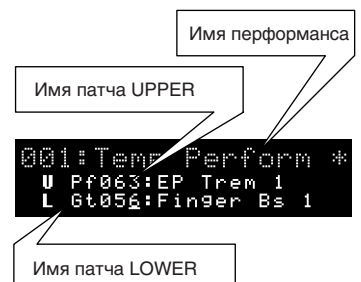 Имя перформанса
Имя патча UPPER
001:Temp Perform *
U Pf063:EP Trem 1
L Gt056:Finger Bs 1
Имя патча LOWER